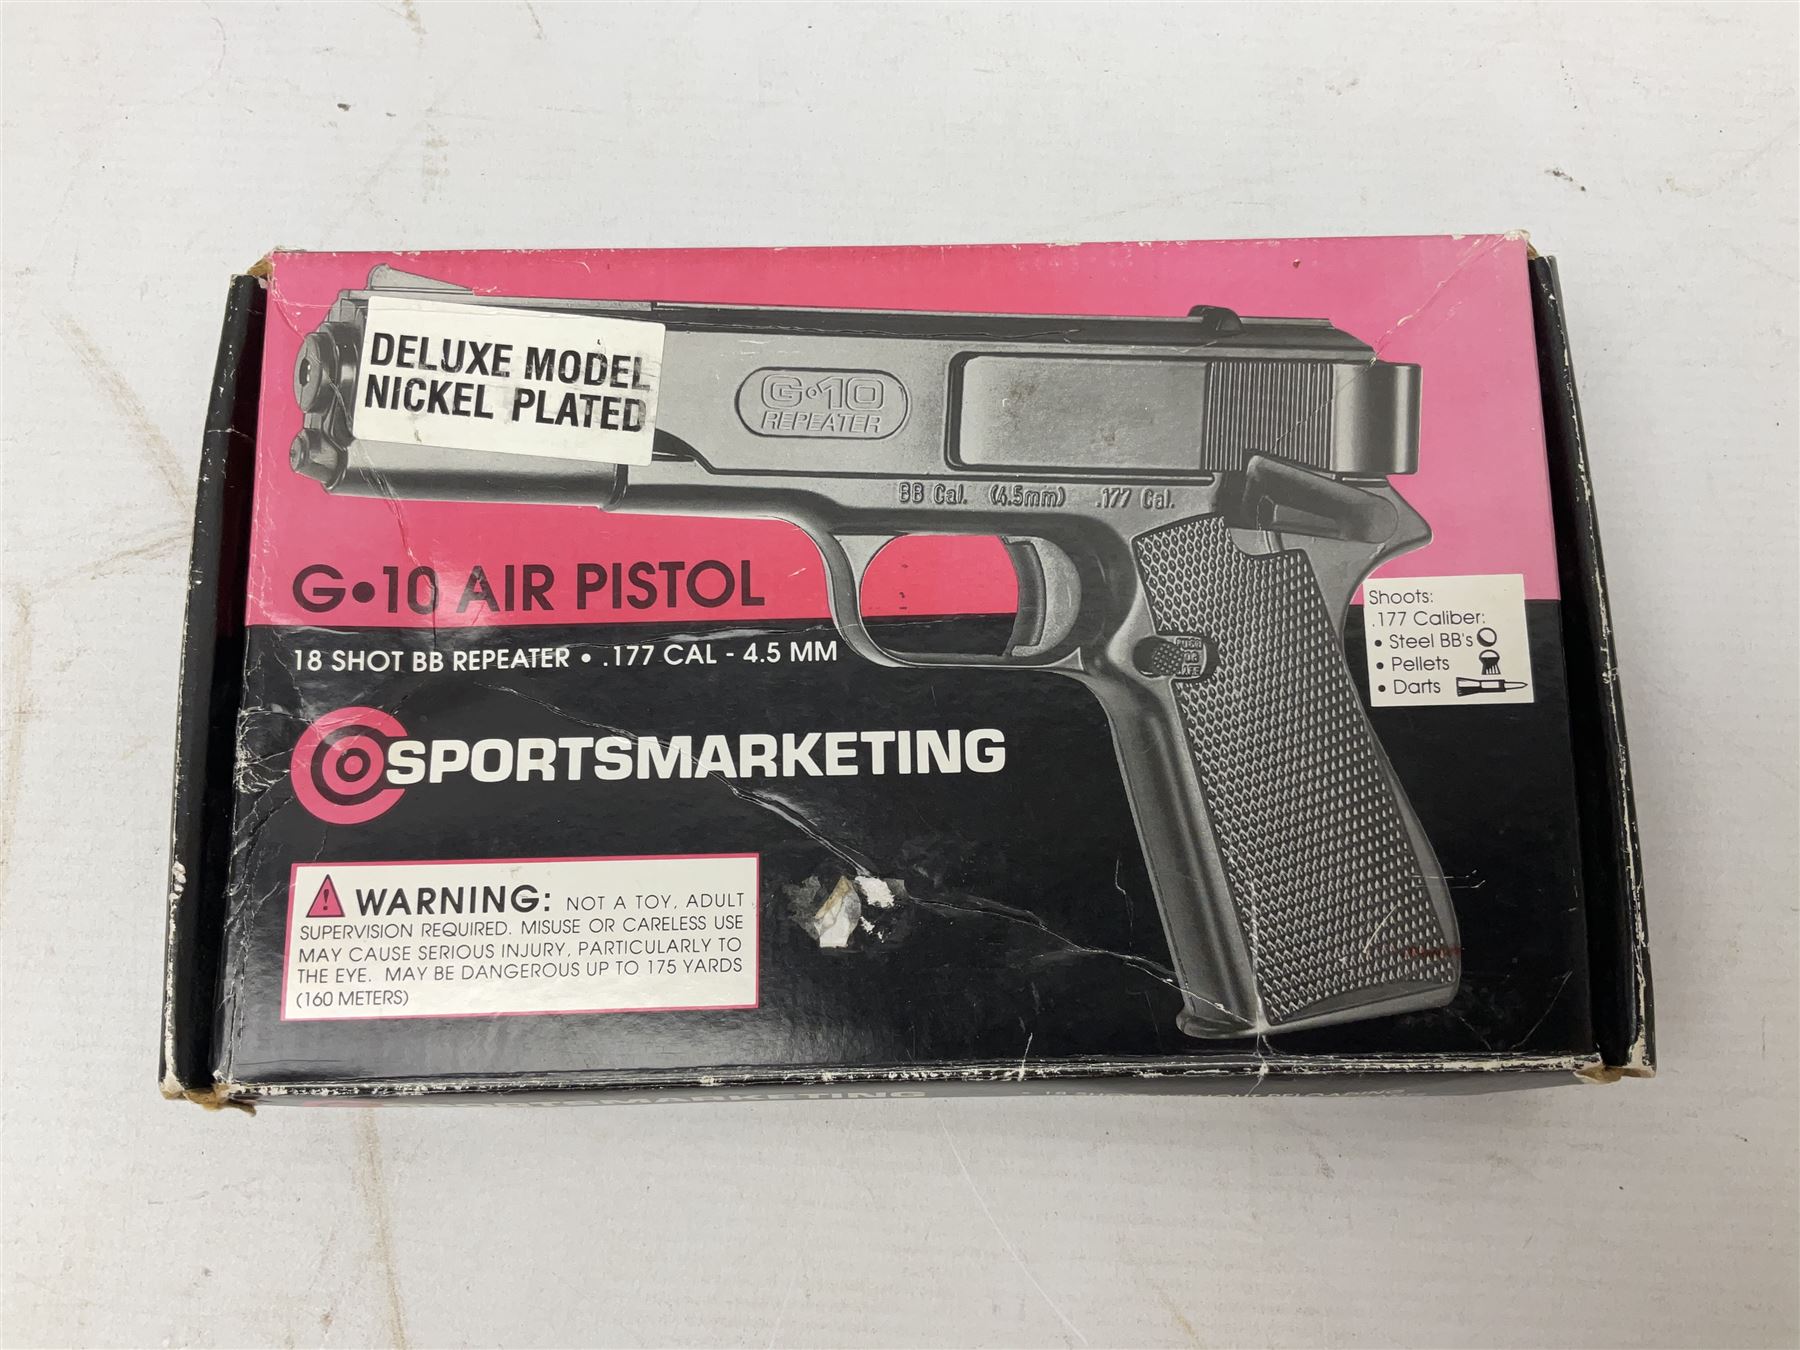 DELUXE MODEL
NICKEL PLATED
G•10
REPEATER
BB Cal. (4.5mm) .177 Cal.
G•10 AIR PISTOL
18 SHOT BB REPEATER • .177 CAL - 4.5 MM
Shoots:
.177 Caliber:
• Steel BB's
• Pellets
• Darts
PUSH
OFF
SPORTSMARKETING
WARNING: NOT A TOY, ADULT
SUPERVISION REQUIRED. MISUSE OR CARELESS USE
MAY CAUSE SERIOUS INJURY, PARTICULARLY TO
THE EYE. MAY BE DANGEROUS UP TO 175 YARDS
(160 METERS)
SPORTSMARKETING